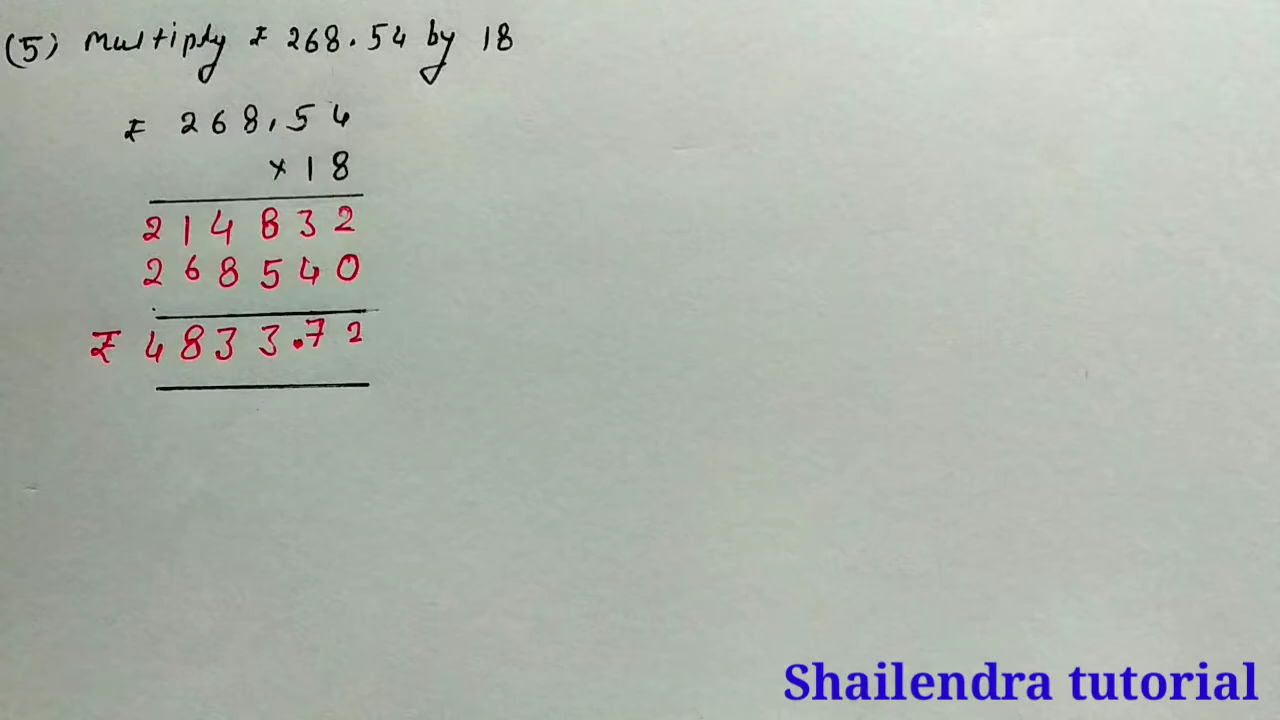 (5) multiply ₹ 268.54 by 18
₹ 268.54
×18
214832
268540
₹ 4833.72
Shailendra tutorial